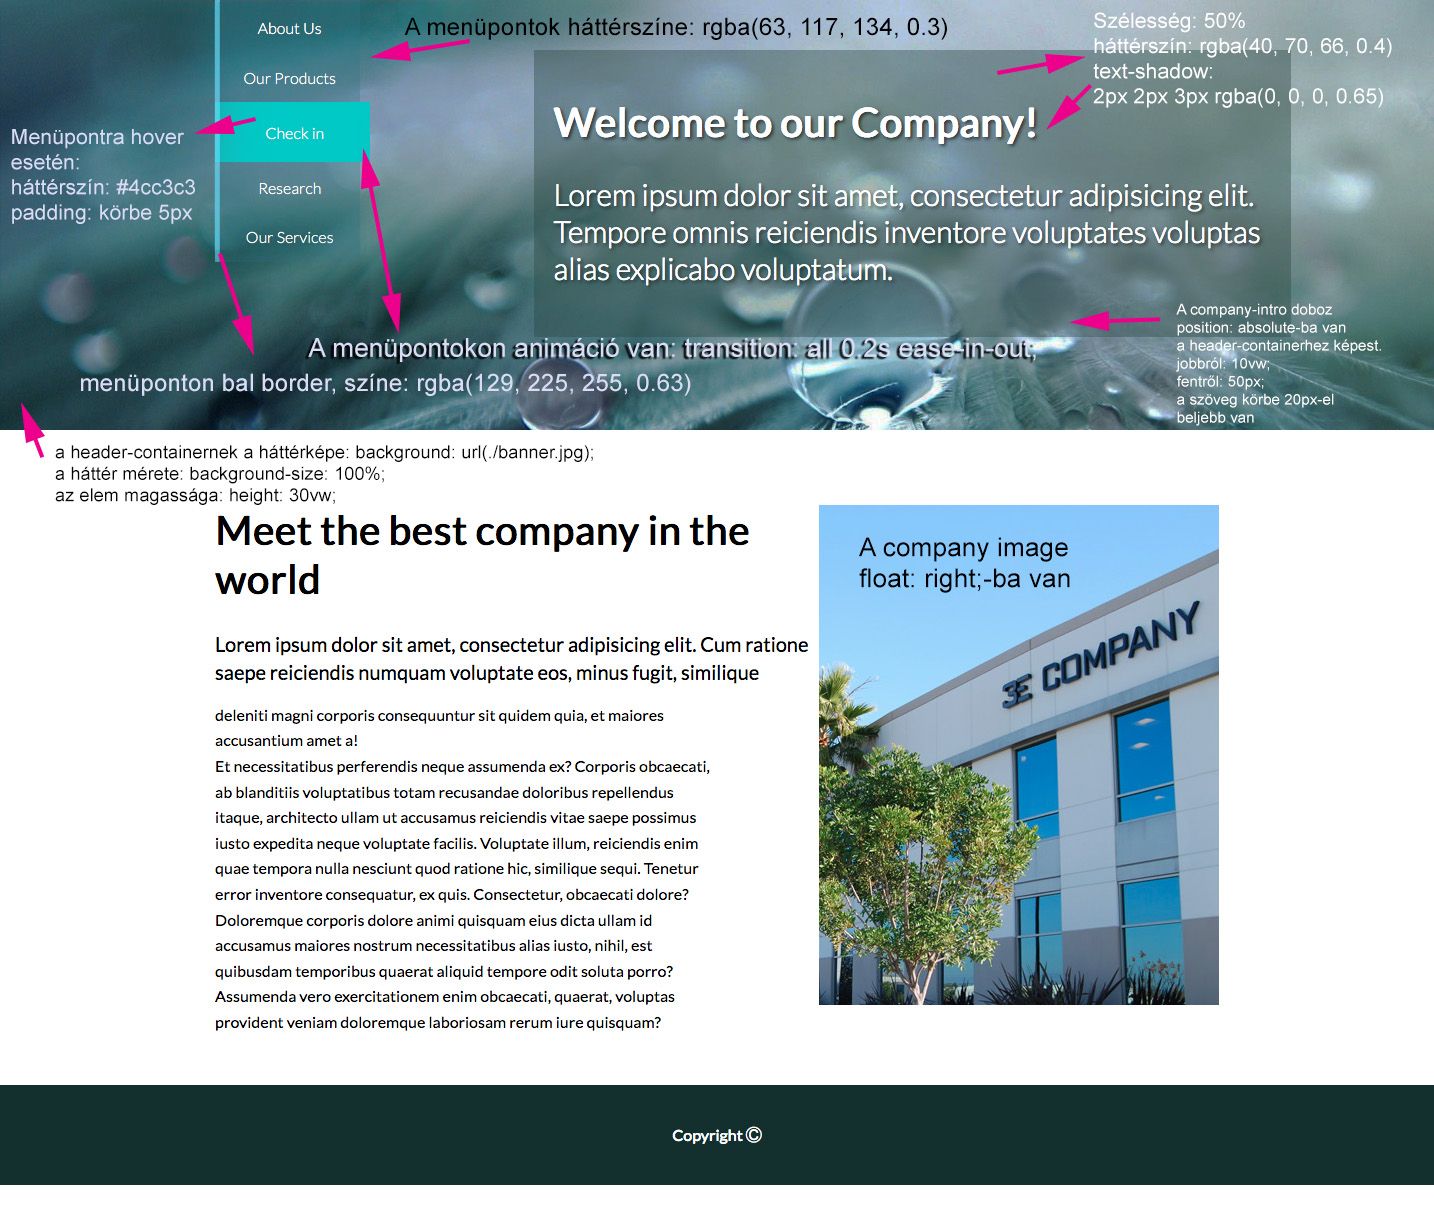 About Us
Our Products
Check in
Research
Our Services
A menüpontok háttérszíne: rgba(63, 117, 134, 0.3)
Szélesség: 50%
háttérszín: rgba(40, 70, 66, 0.4)
text-shadow:
2px 2px 3px rgba(0, 0, 0, 0.65)
Menüpontra hover
esetén:
háttérszín: #4cc3c3
padding: körbe 5px
Welcome to our Company!
Lorem ipsum dolor sit amet, consectetur adipisicing elit.
Tempore omnis reiciendis inventore voluptates voluptas
alias explicabo voluptatum.
A company-intro doboz
position: absolute-ba van
a header-containerhez képest.
jobbról: 10vw;
fentről: 50px;
a szöveg körbe 20px-el
beljebb van
A menüpontokon animáció van: transition: all 0.2s ease-in-out;
menüponton bal border, színe: rgba(129, 225, 255, 0.63)
a header-containernek a háttérképe: background: url(./banner.jpg);
a háttér mérete: background-size: 100%;
az elem magassága: height: 30vw;
Meet the best company in the
world
Lorem ipsum dolor sit amet, consectetur adipisicing elit. Cum ratione
saepe reiciendis numquam voluptate eos, minus fugit, similique
deleniti magni corporis consequuntur sit quidem quia, et maiores
accusantium amet a!
Et necessitatibus perferendis neque assumenda ex? Corporis obcaecati,
ab blanditiis voluptatibus totam recusandae doloribus repellendus
itaque, architecto ullam ut accusamus reiciendis vitae saepe possimus
iusto expedita neque voluptate facilis. Voluptate illum, reiciendis enim
quae tempora nulla nesciunt quod ratione hic, similique sequi. Tenetur
error inventore consequatur, ex quis. Consectetur, obcaecati dolore?
Doloremque corporis dolore animi quisquam eius dicta ullam id
accusamus maiores nostrum necessitatibus alias iusto, nihil, est
quibusdam temporibus quaerat aliquid tempore odit soluta porro?
Assumenda vero exercitationem enim obcaecati, quaerat, voluptas
provident veniam doloremque laboriosam rerum iure quisquam?
A company image
float: right;-ba van
3E COMPANY
Copyright ©